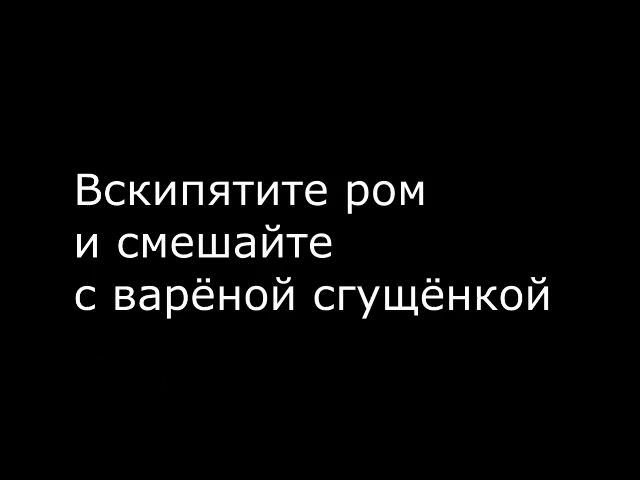 Вскипятите ром
и смешайте
с варёной сгущёнкой